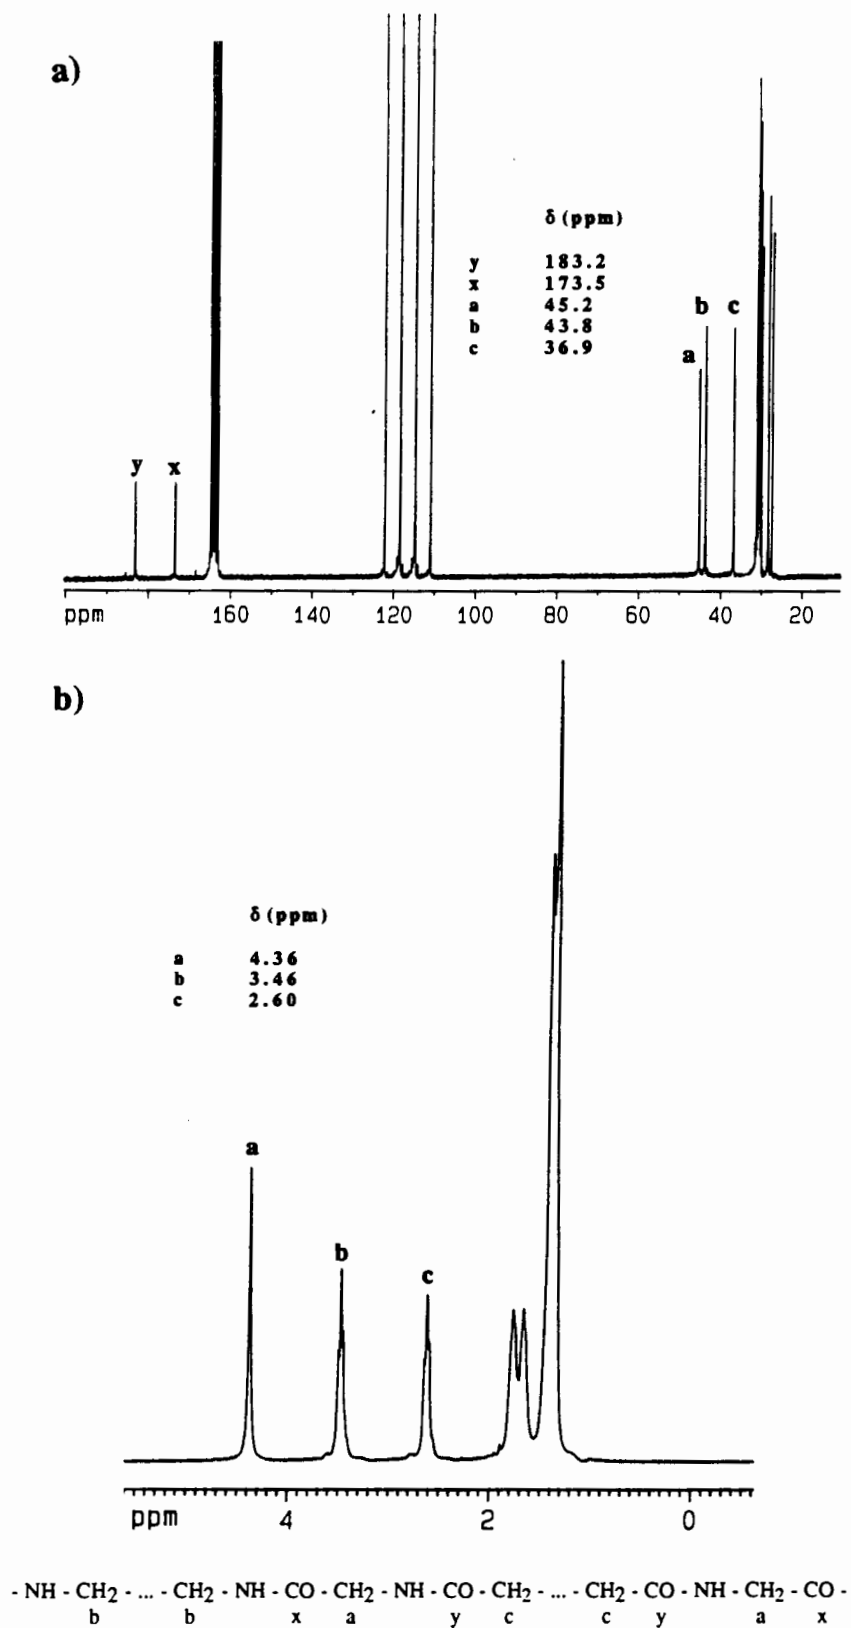 a)
δ (ppm)
y 183.2
x 173.5
a 45.2
b 43.8
c 36.9
b c
a
y x
ppm 160 140 120 100 80 60 40 20
b)
δ (ppm)
a 4.36
b 3.46
c 2.60
a
b
c
ppm 4 2 0
- NH - CH2 - ... - CH2 - NH - CO - CH2 - NH - CO - CH2 - ... - CH2 - CO - NH - CH2 - CO -
b b x a y c c y a x